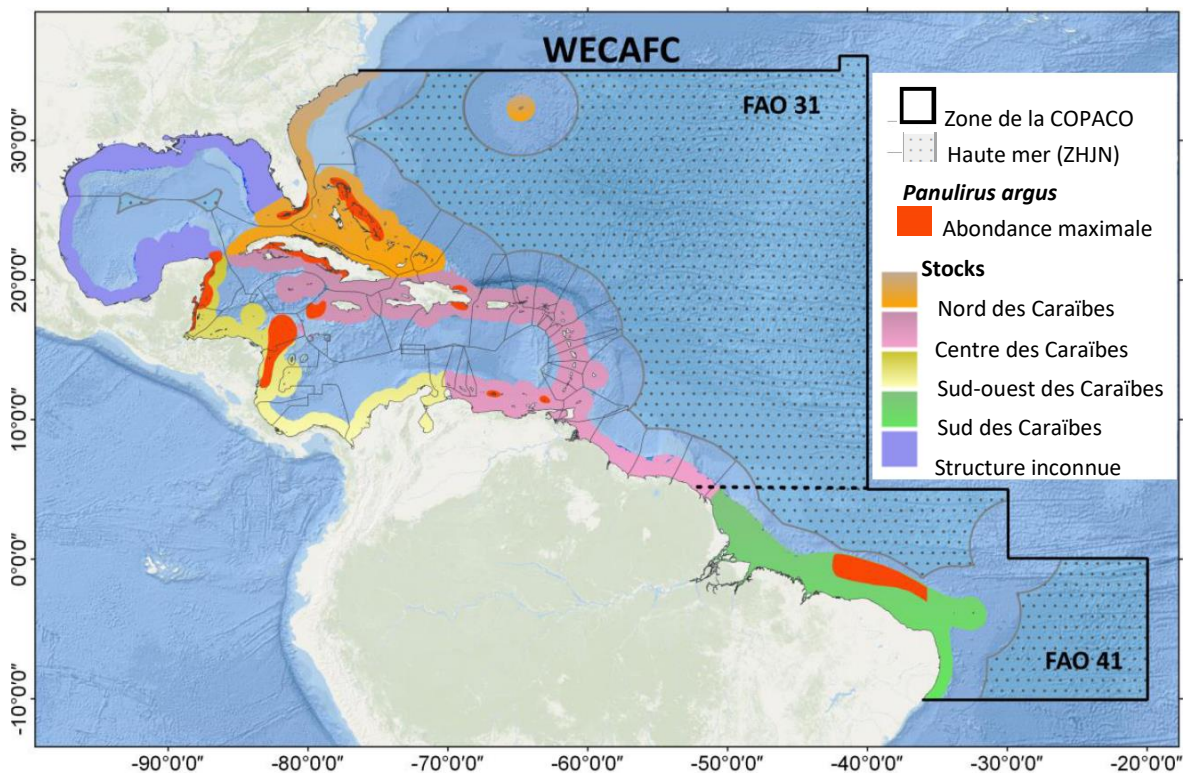 WECAFC
FAO 31
Zone de la COPACO
Haute mer (ZHJN)
Panulirus argus
Abondance maximale
Stocks
Nord des Caraïbes
Centre des Caraïbes
Sud-ouest des Caraïbes
Sud des Caraïbes
Structure inconnue
FAO 41
30°0'0"
20°0'0"
10°0'0"
0°0'0"
-10°0'0"
-90°0'0"
-80°0'0"
-70°0'0"
-60°0'0"
-50°0'0"
-40°0'0"
-30°0'0"
-20°0'0"